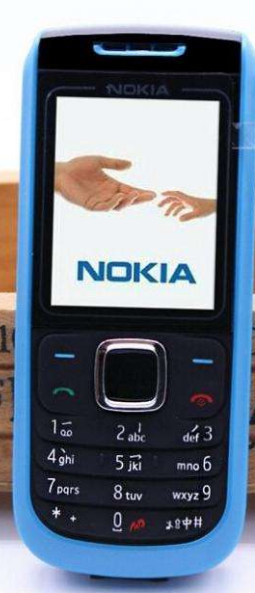 NOKIA
NOKIA
1
2 abc
def 3
4 ghi
5 jkl
mno 6
7 pqrs
8 tuv
wxyz 9
* +
0